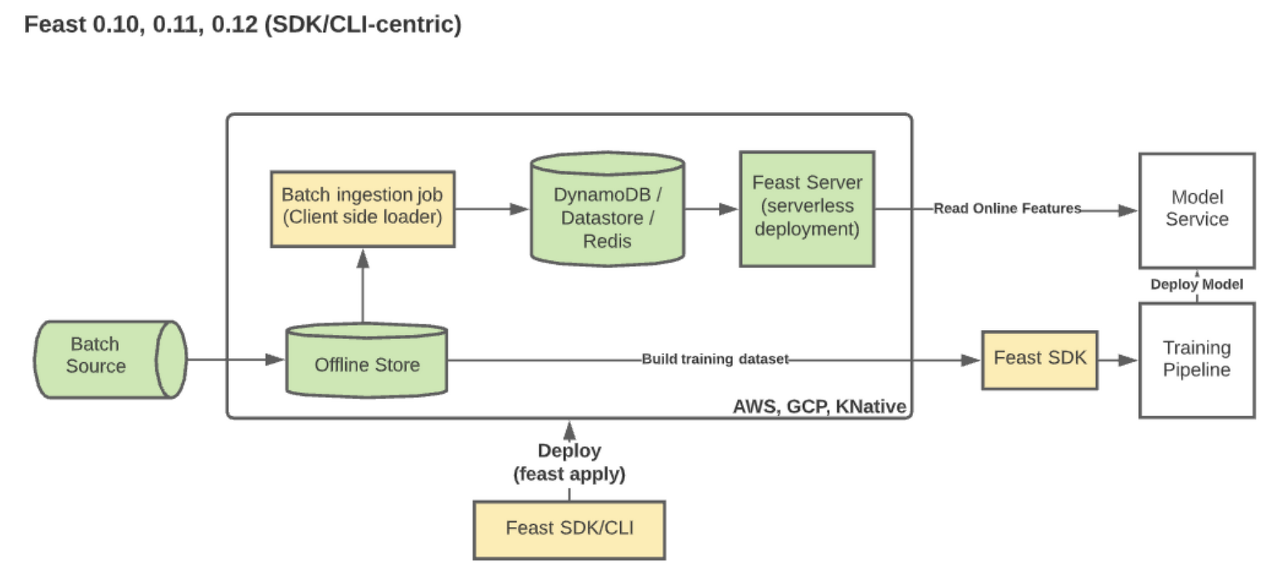 Feast 0.10, 0.11, 0.12 (SDK/CLI-centric)
Batch ingestion job
(Client side loader)
DynamoDB /
Datastore /
Redis
Feast Server
(serverless
deployment)
Read Online Features
Model
Service
Deploy Model
Batch
Source
Offline Store
Build training dataset
Feast SDK
Training
Pipeline
AWS, GCP, KNative
Deploy
(feast apply)
Feast SDK/CLI